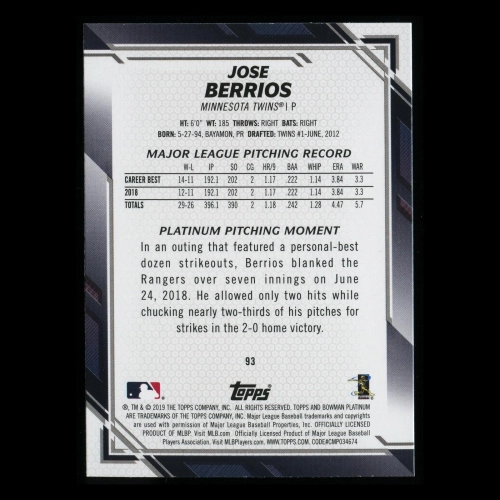 JOSE
BERRIOS
MINNESOTA TWINS® | P
HT: 6'0" WT: 185 THROWS: RIGHT BATS: RIGHT
BORN: 5-27-94, BAYAMON, PR DRAFTED: TWINS #1-JUNE, 2012
MAJOR LEAGUE PITCHING RECORD
W-L IP SO CG HR/9 BAA WHIP ERA WAR
CAREER BEST 14-11 192.1 202 2 1.17 .222 1.14 3.84 3.3
2018 12-11 192.1 202 2 1.17 .222 1.14 3.84 3.3
TOTALS 29-26 396.1 390 2 1.18 .242 1.28 4.47 5.7
PLATINUM PITCHING MOMENT
In an outing that featured a personal-best
dozen strikeouts, Berrios blanked the
Rangers over seven innings on June
24, 2018. He allowed only two hits while
chucking nearly two-thirds of his pitches for
strikes in the 2-0 home victory.
93
Topps
®, TM & © 2019 THE TOPPS COMPANY, INC. ALL RIGHTS RESERVED. TOPPS AND BOWMAN PLATINUM
ARE TRADEMARKS OF THE TOPPS COMPANY, INC. Major League Baseball trademarks and copyrights
are used with permission of Major League Baseball Properties, Inc. OFFICIALLY LICENSED
PRODUCT OF MLBP. Visit MLB.com. Officially Licensed Product of Major League Baseball
Players Association. Visit MLBPlayers.com. WWW.TOPPS.COM, CODE#CMP034674